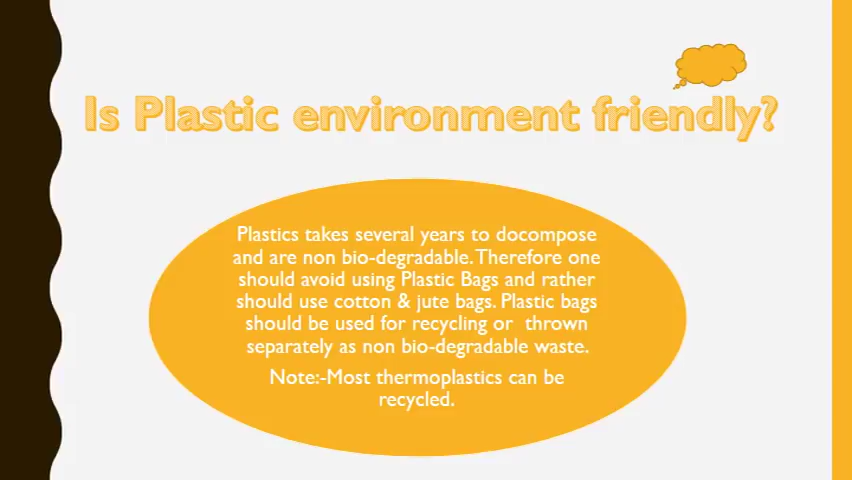 Is Plastic environment friendly?
Plastics takes several years to docompose
and are non bio-degradable. Therefore one
should avoid using Plastic Bags and rather
should use cotton & jute bags. Plastic bags
should be used for recycling or thrown
separately as non bio-degradable waste.
Note:-Most thermoplastics can be
recycled.